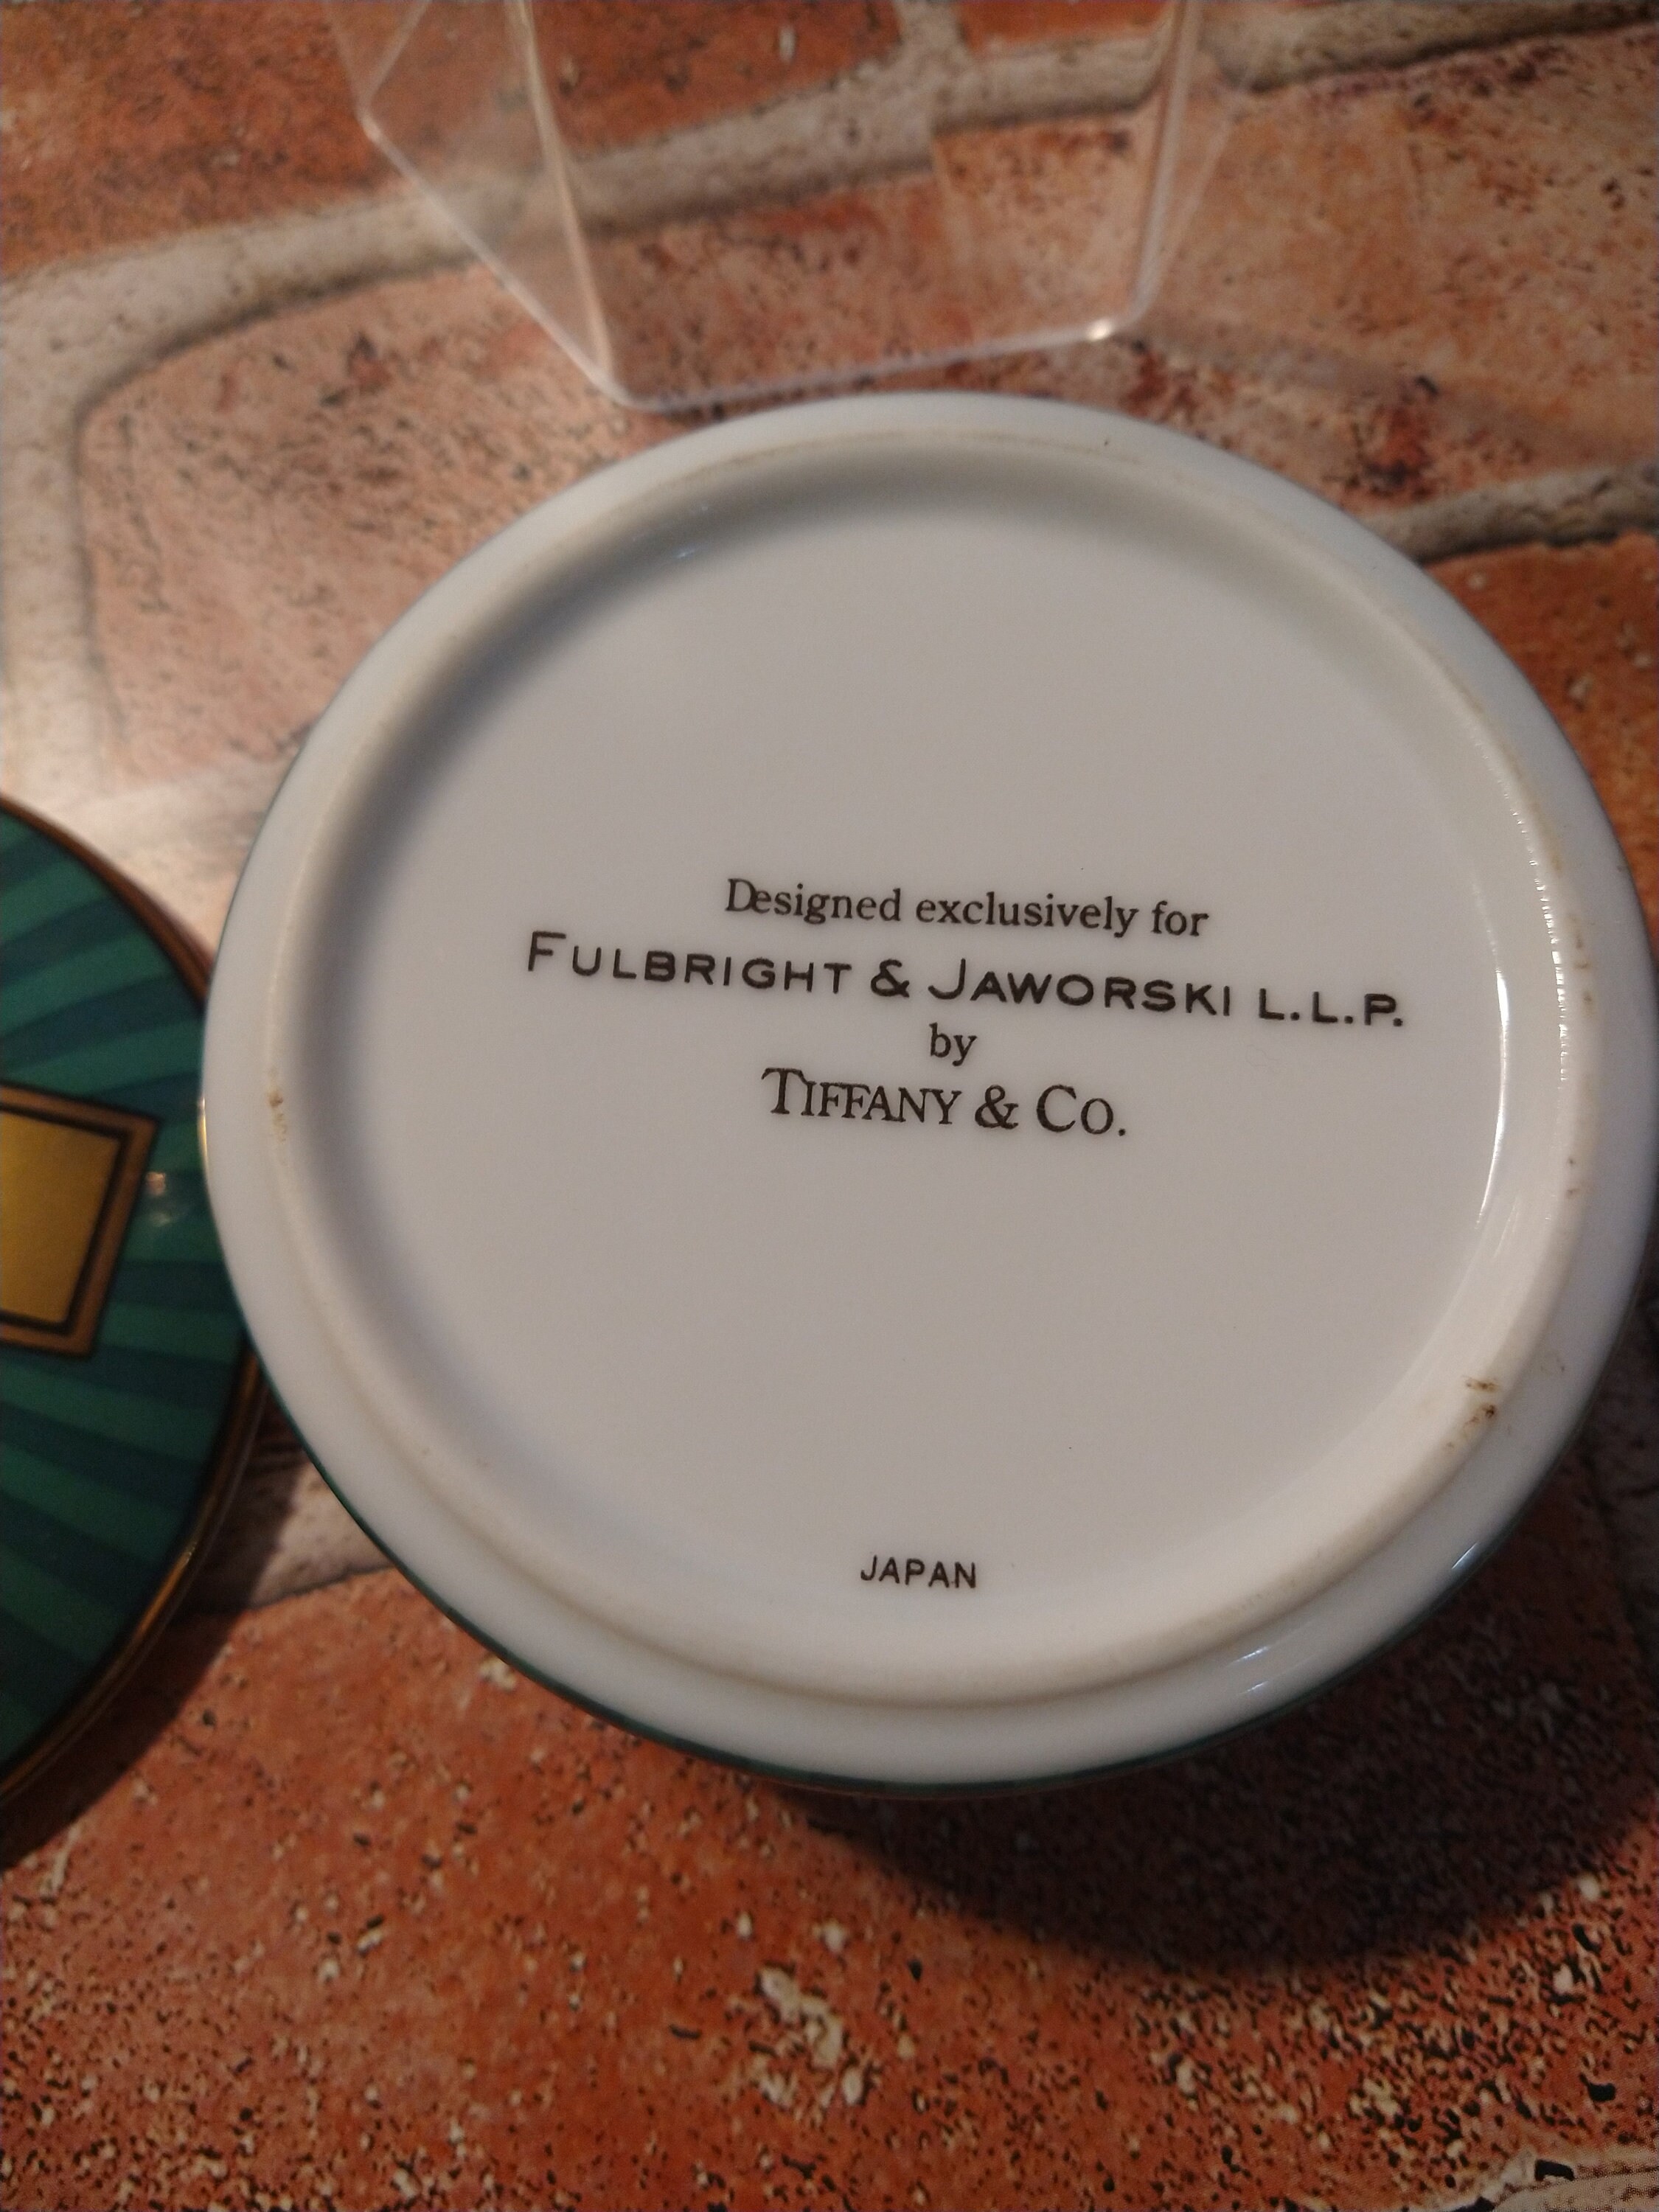 Designed exclusively for
FULBRIGHT & JAWORSKI L.L.P.
by
TIFFANY & CO.
JAPAN